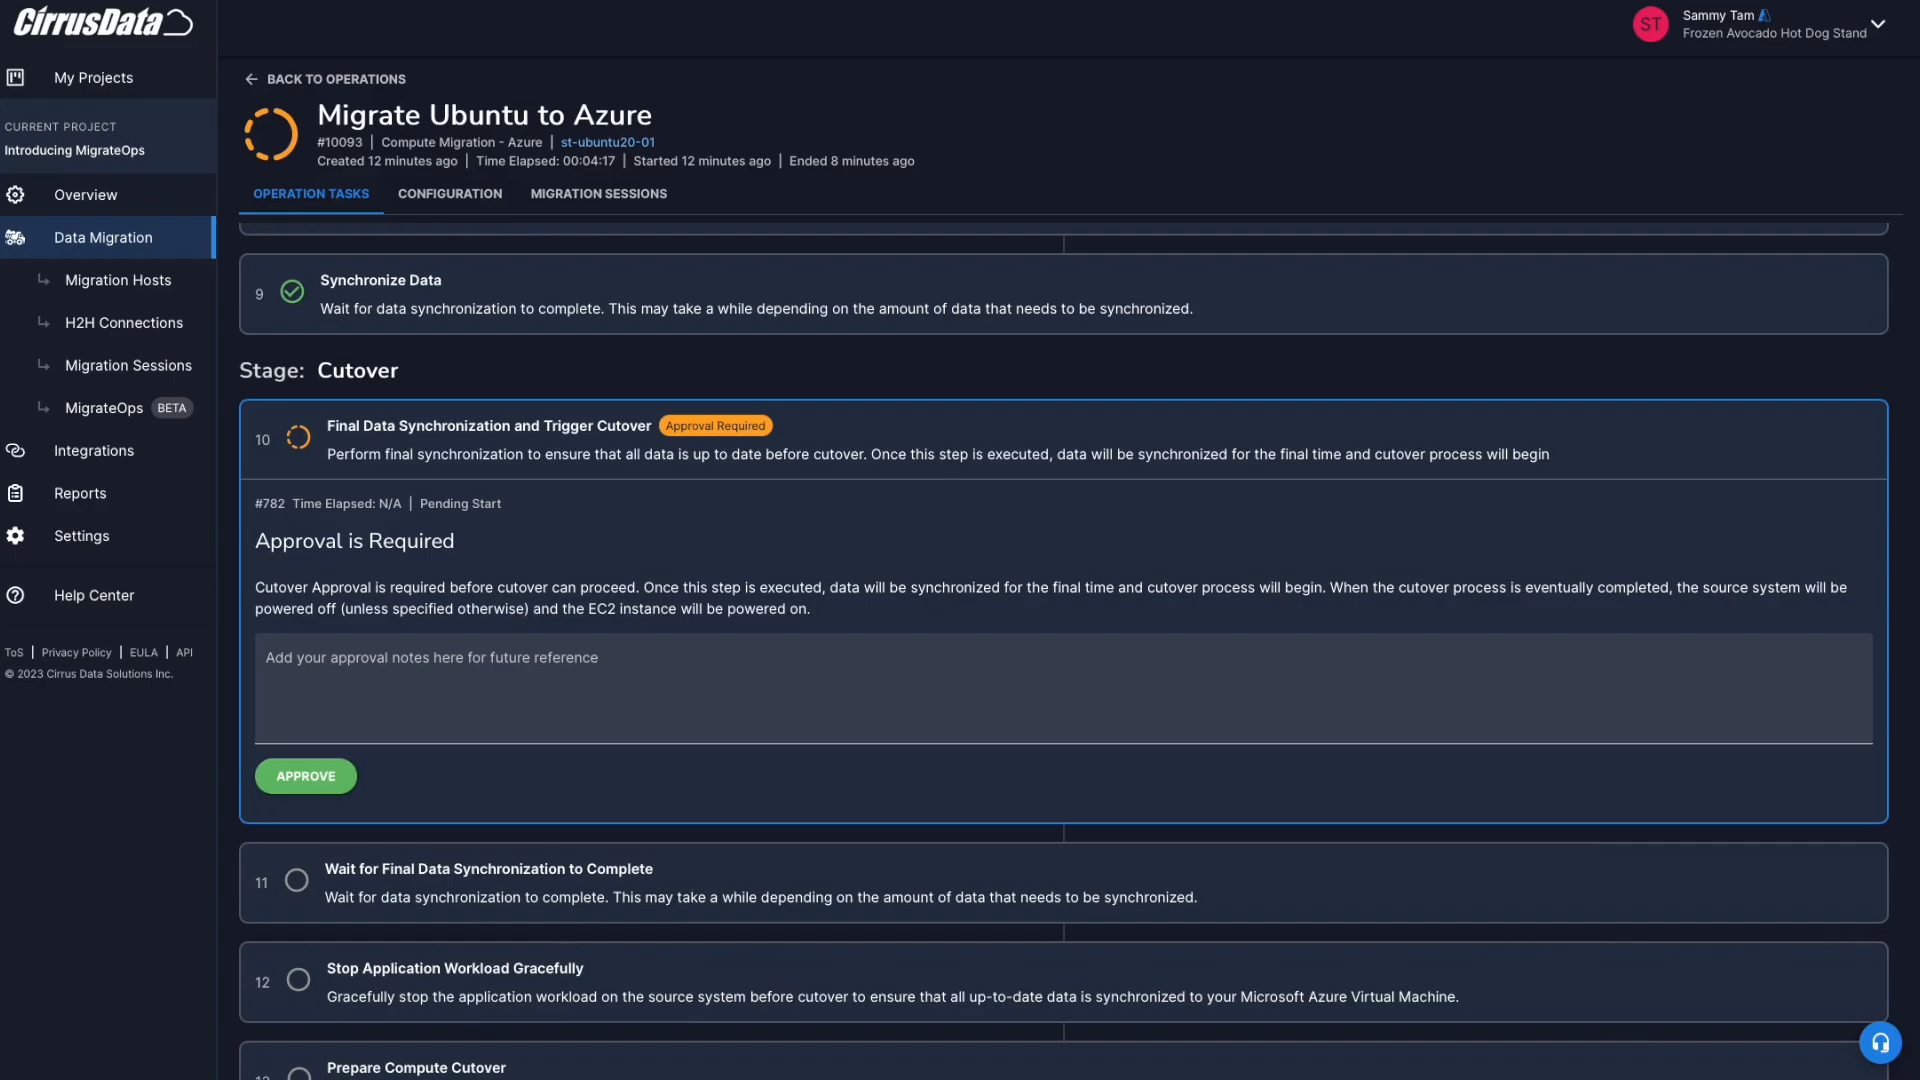 CirrusData
ST
Sammy Tam
Frozen Avocado Hot Dog Stand
My Projects
CURRENT PROJECT
Introducing MigrateOps
Overview
Data Migration
Migration Hosts
H2H Connections
Migration Sessions
MigrateOps BETA
Integrations
Reports
Settings
Help Center
ToS | Privacy Policy | EULA | API
© 2023 Cirrus Data Solutions Inc.
BACK TO OPERATIONS
Migrate Ubuntu to Azure
#10093 | Compute Migration - Azure | st-ubuntu20-01
Created 12 minutes ago | Time Elapsed: 00:04:17 | Started 12 minutes ago | Ended 8 minutes ago
OPERATION TASKS CONFIGURATION MIGRATION SESSIONS
9 Synchronize Data
Wait for data synchronization to complete. This may take a while depending on the amount of data that needs to be synchronized.
Stage: Cutover
10 Final Data Synchronization and Trigger Cutover Approval Required
Perform final synchronization to ensure that all data is up to date before cutover. Once this step is executed, data will be synchronized for the final time and cutover process will begin
#782 Time Elapsed: N/A | Pending Start
Approval is Required
Cutover Approval is required before cutover can proceed. Once this step is executed, data will be synchronized for the final time and cutover process will begin. When the cutover process is eventually completed, the source system will be
powered off (unless specified otherwise) and the EC2 instance will be powered on.
Add your approval notes here for future reference
APPROVE
11 Wait for Final Data Synchronization to Complete
Wait for data synchronization to complete. This may take a while depending on the amount of data that needs to be synchronized.
12 Stop Application Workload Gracefully
Gracefully stop the application workload on the source system before cutover to ensure that all up-to-date data is synchronized to your Microsoft Azure Virtual Machine.
Prepare Compute Cutover